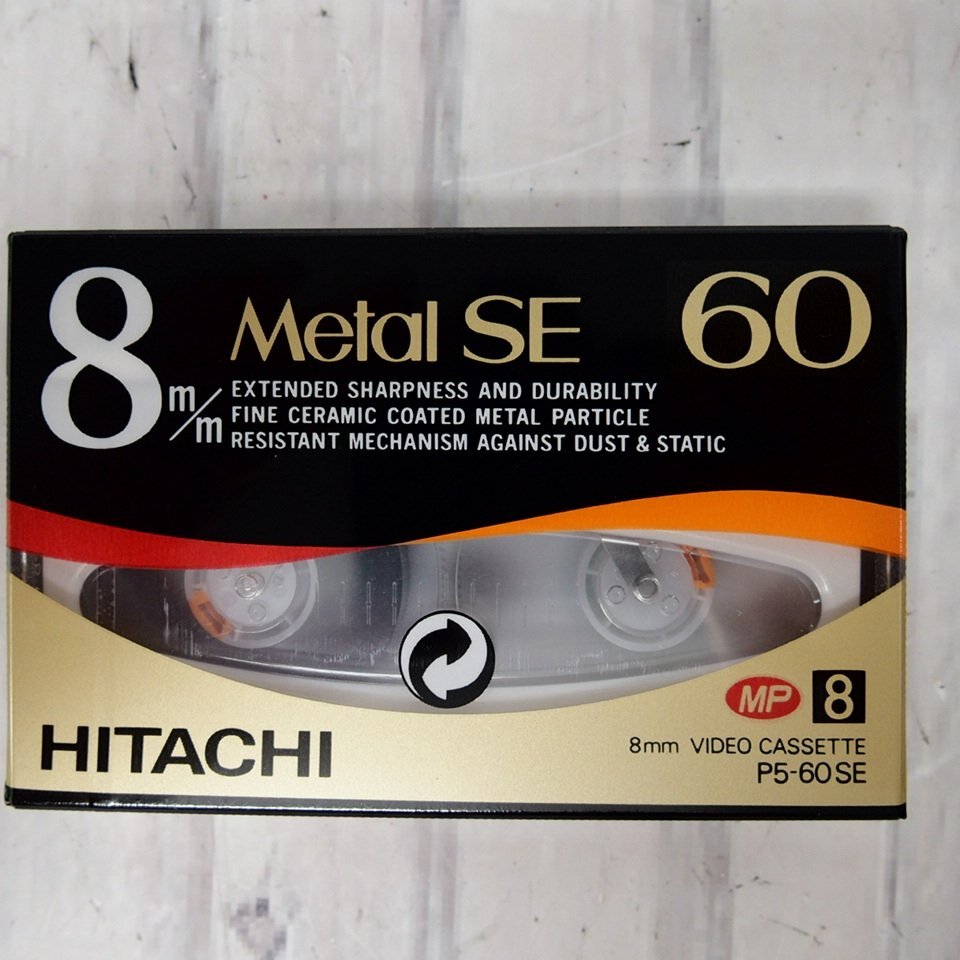 8 m/m Metal SE 60
EXTENDED SHARPNESS AND DURABILITY
FINE CERAMIC COATED METAL PARTICLE
RESISTANT MECHANISM AGAINST DUST & STATIC
MP 8
HITACHI
8mm VIDEO CASSETTE
P5-60SE